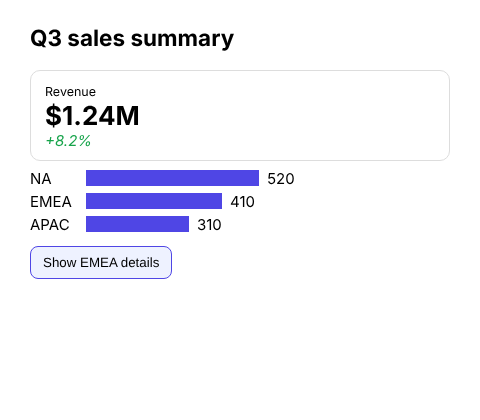 Q3 sales summary
Revenue
$1.24M
+8.2%
NA 520
EMEA 410
APAC 310
Show EMEA details